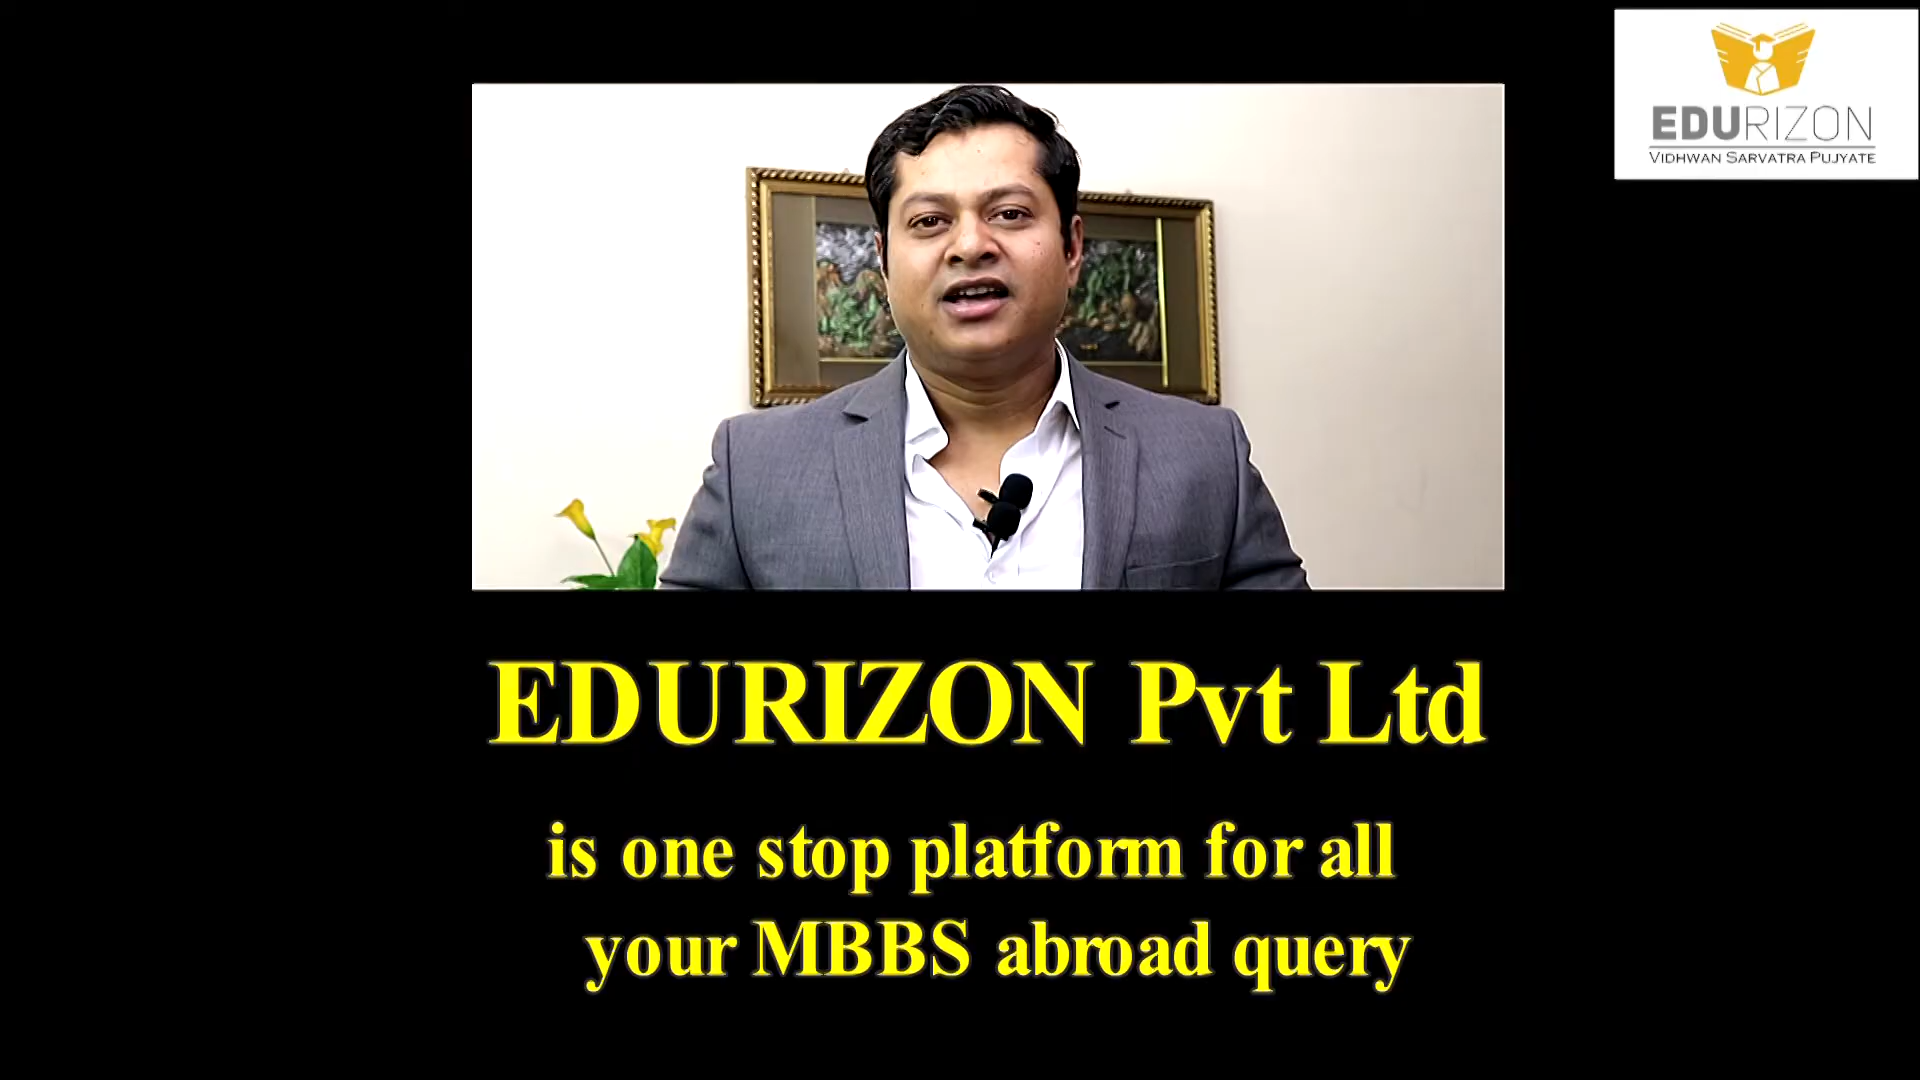 EDURIZON
VIDHWAN SARVATRA PUJYATE
EDURIZON Pvt Ltd
is one stop platform for all
your MBBS abroad query